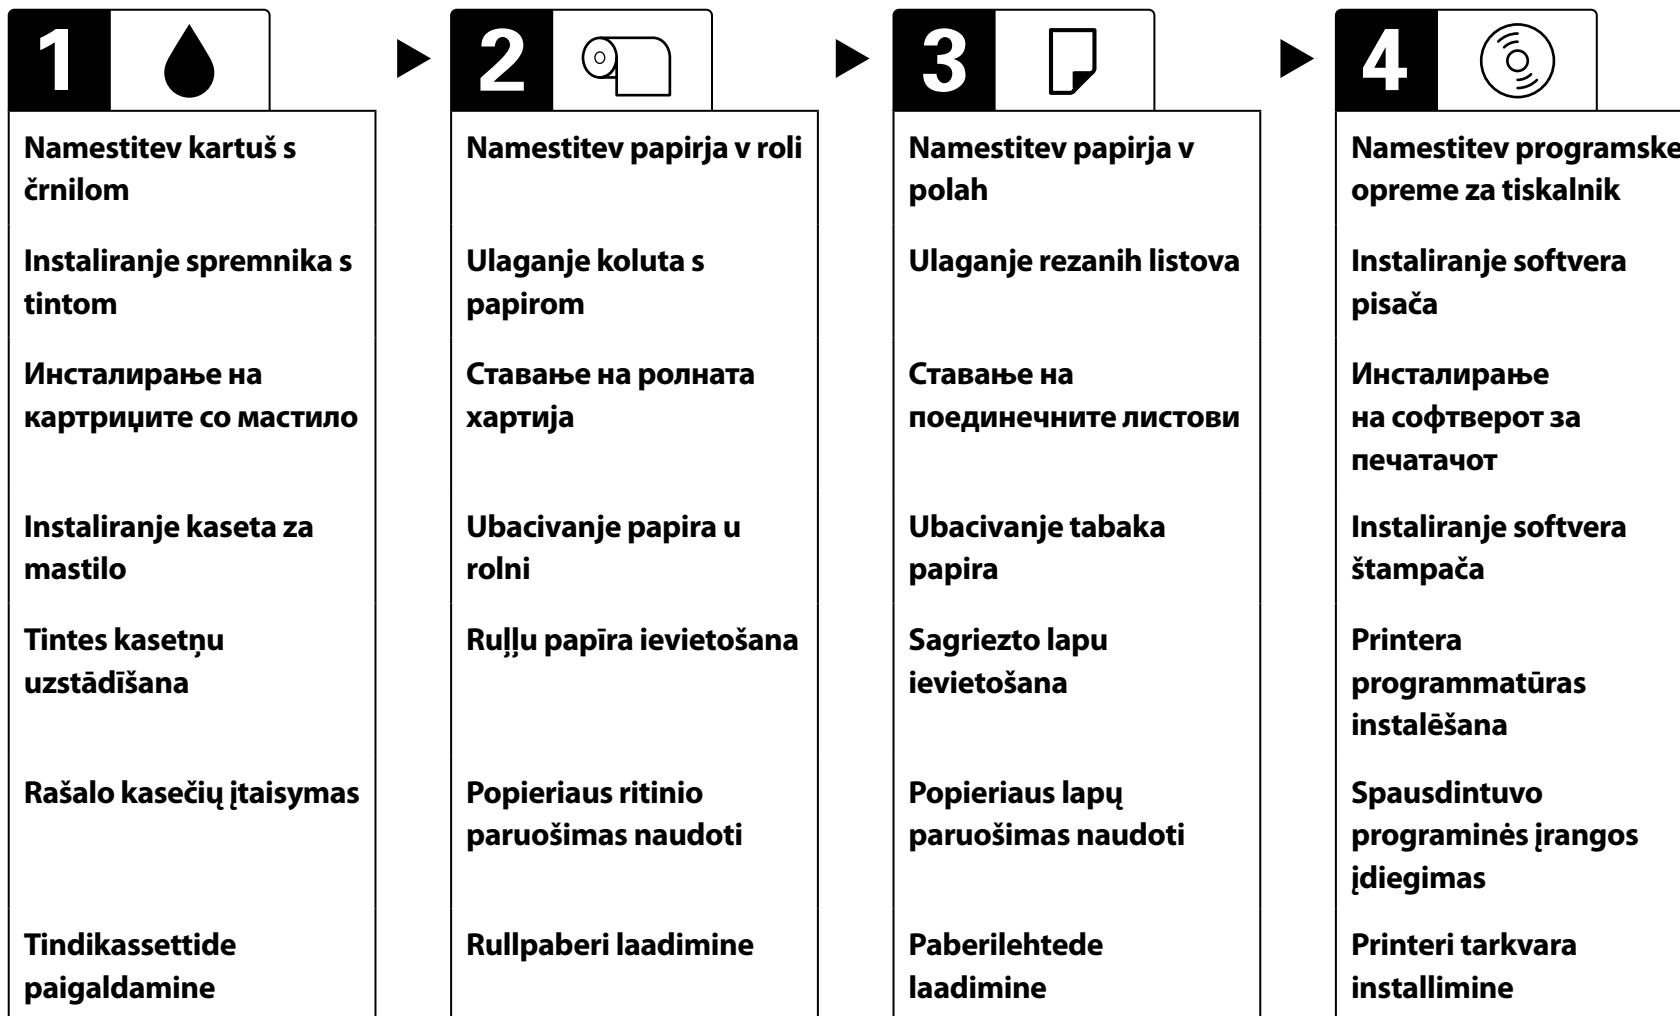 1
Namestitev kartuš s
črnilom
Instaliranje spremnika s
tintom
Инсталирање на
картриџите со мастило
Instaliranje kaseta za
mastilo
Tintes kasetņu
uzstādīšana
Rašalo kasečių įtaisymas
Tindikassettide
paigaldamine
2
Namestitev papirja v roli
Ulaganje koluta s
papirom
Ставање на ролната
хартија
Ubacivanje papira u
rolni
Ruļļu papīra ievietošana
Popieriaus ritinio
paruošimas naudoti
Rullpaberi laadimine
3
Namestitev papirja v
polah
Ulaganje rezanih listova
Ставање на
поединечните листови
Ubacivanje tabaka
papira
Sagriezto lapu
ievietošana
Popieriaus lapų
paruošimas naudoti
Paberilehtede
laadimine
4
Namestitev programske
opreme za tiskalnik
Instaliranje softvera
pisača
Инсталирање
на софтверот за
печатачот
Instaliranje softvera
štampača
Printera
programmatūras
instalēšana
Spausdintuvo
programinės įrangos
įdiegimas
Printeri tarkvara
installimine